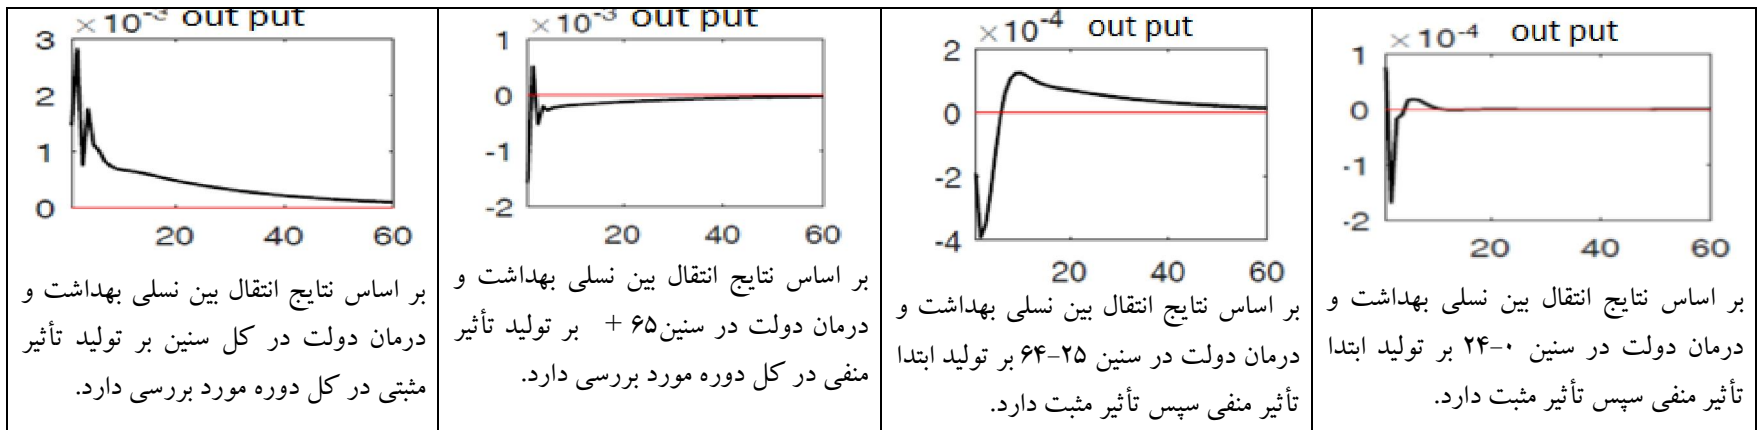 × 10⁻⁴ out put
1
0
-1
-2
20 40 60
بر اساس نتایج انتقال بین نسلی بهداشت و
درمان دولت در سنین ۰-۲۴ بر تولید ابتدا
تأثیر منفی سپس تأثیر مثبت دارد.
× 10⁻⁴ out put
2
0
-2
-4
20 40 60
بر اساس نتایج انتقال بین نسلی بهداشت و
درمان دولت در سنین ۲۵-۶۴ بر تولید ابتدا
تأثیر منفی سپس تأثیر مثبت دارد.
× 10⁻³ out put
1
0
-1
-2
20 40 60
بر اساس نتایج انتقال بین نسلی بهداشت و
درمان دولت در سنین۶۵ + بر تولید تأثیر
منفی در کل دوره مورد بررسی دارد.
× 10⁻³ out put
3
2
1
0
20 40 60
بر اساس نتایج انتقال بین نسلی بهداشت و
درمان دولت در کل سنین بر تولید تأثیر
مثبتی در کل دوره مورد بررسی دارد.